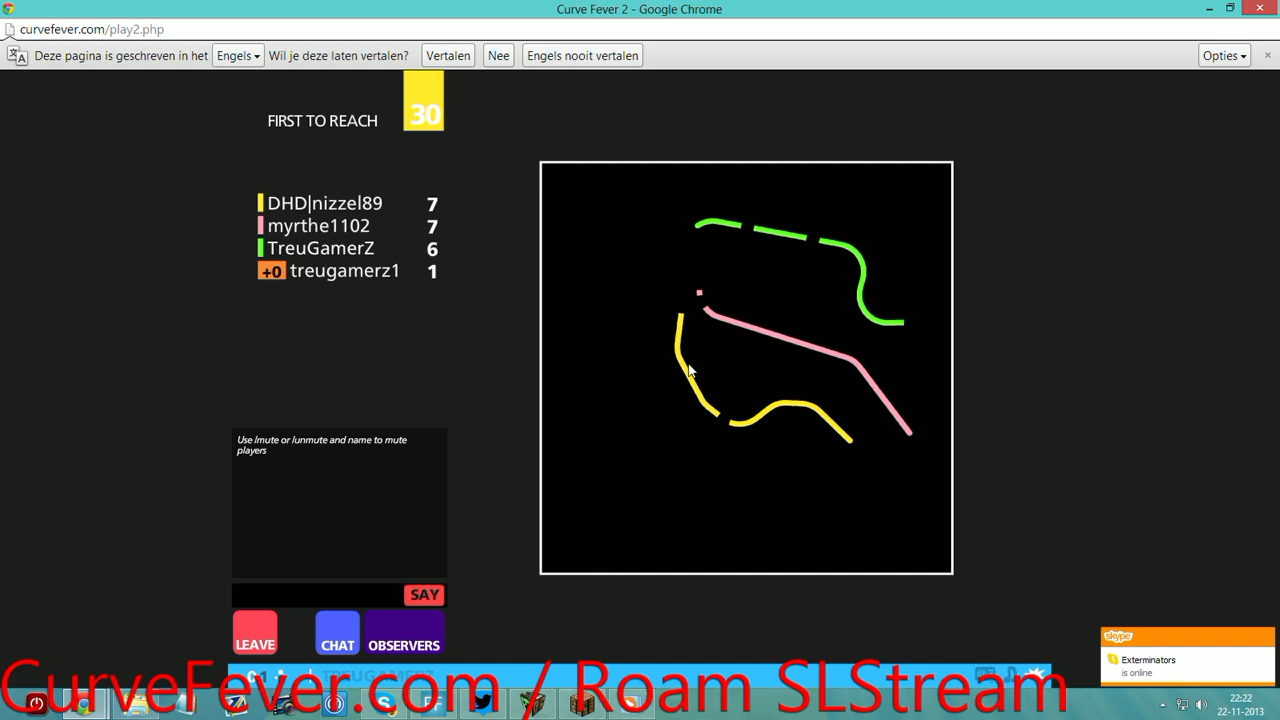 Curve Fever 2 - Google Chrome
curvefever.com/play2.php
Deze pagina is geschreven in het Engels Wil je deze laten vertalen? Vertalen Nee Engels nooit vertalen Opties
30
FIRST TO REACH
DHD|nizzel89 7
myrthe1102 7
TreuGamerZ 6
+0 treugamerz1 1
Use /mute or /unmute and name to mute
players
SAY
LEAVE CHAT OBSERVERS
skype
Exterminators
is online
TREUGAMERZ
CurveFever.com / Roam SLStream
22:22
22-11-2013